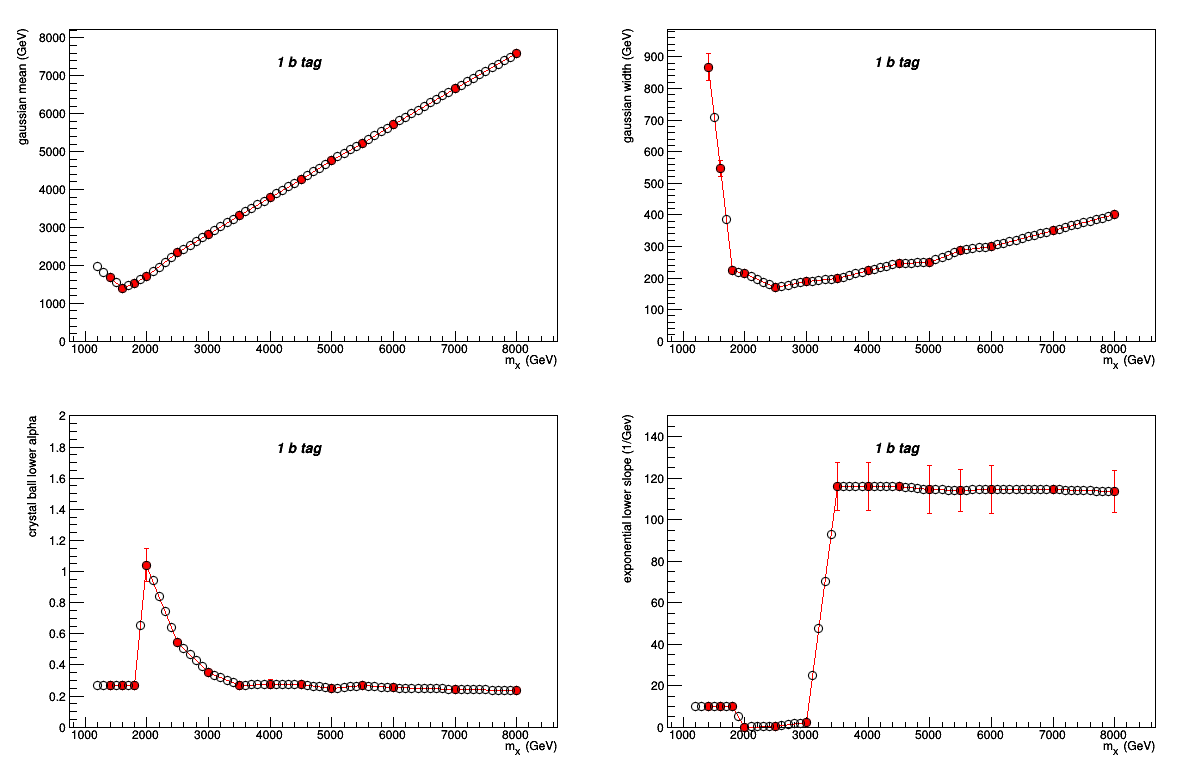 gaussian mean (GeV)
8000
7000
6000
5000
4000
3000
2000
1000
0
1 b tag
1000 2000 3000 4000 5000 6000 7000 8000
m_x (GeV)
gaussian width (GeV)
900
800
700
600
500
400
300
200
100
0
1 b tag
1000 2000 3000 4000 5000 6000 7000 8000
m_x (GeV)
crystal ball lower alpha
2
1.8
1.6
1.4
1.2
1
0.8
0.6
0.4
0.2
0
1 b tag
1000 2000 3000 4000 5000 6000 7000 8000
m_x (GeV)
exponential lower slope (1/Gev)
140
120
100
80
60
40
20
0
1 b tag
1000 2000 3000 4000 5000 6000 7000 8000
m_x (GeV)